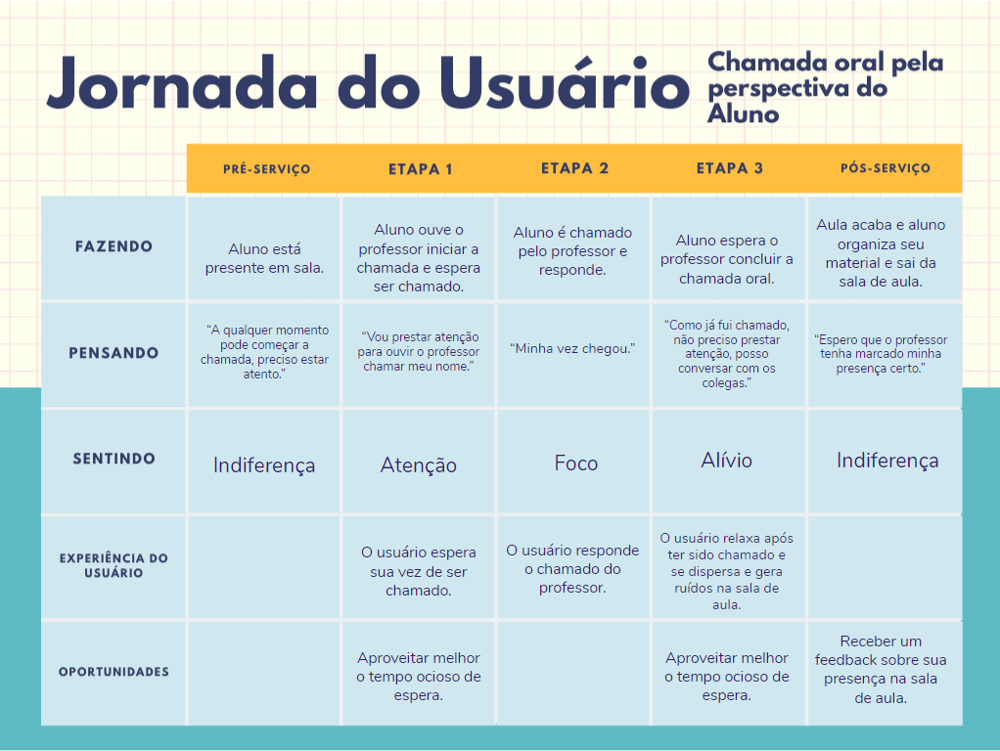 Jornada do Usuário
Chamada oral pela
perspectiva do
Aluno
PRÉ-SERVIÇO
ETAPA 1
ETAPA 2
ETAPA 3
PÓS-SERVIÇO
FAZENDO
Aluno está
presente em sala.
Aluno ouve o
professor iniciar a
chamada e espera
ser chamado.
Aluno é chamado
pelo professor e
responde.
Aluno espera o
professor concluir a
chamada oral.
Aula acaba e aluno
organiza seu
material e sai da
sala de aula.
PENSANDO
“A qualquer momento
pode começar a
chamada, preciso estar
atento.”
“Vou prestar atenção
para ouvir o professor
chamar meu nome.”
“Minha vez chegou.”
“Como já fui chamado,
não preciso prestar
atenção, posso
conversar com os
colegas.”
“Espero que o professor
tenha marcado minha
presença certo.”
SENTINDO
Indiferença
Atenção
Foco
Alívio
Indiferença
EXPERIÊNCIA DO
USUÁRIO
O usuário espera
sua vez de ser
chamado.
O usuário responde
o chamado do
professor.
O usuário relaxa após
ter sido chamado e
se dispersa e gera
ruídos na sala de
aula.
OPORTUNIDADES
Aproveitar melhor
o tempo ocioso de
espera.
Aproveitar melhor
o tempo ocioso de
espera.
Receber um
feedback sobre sua
presença na sala
de aula.